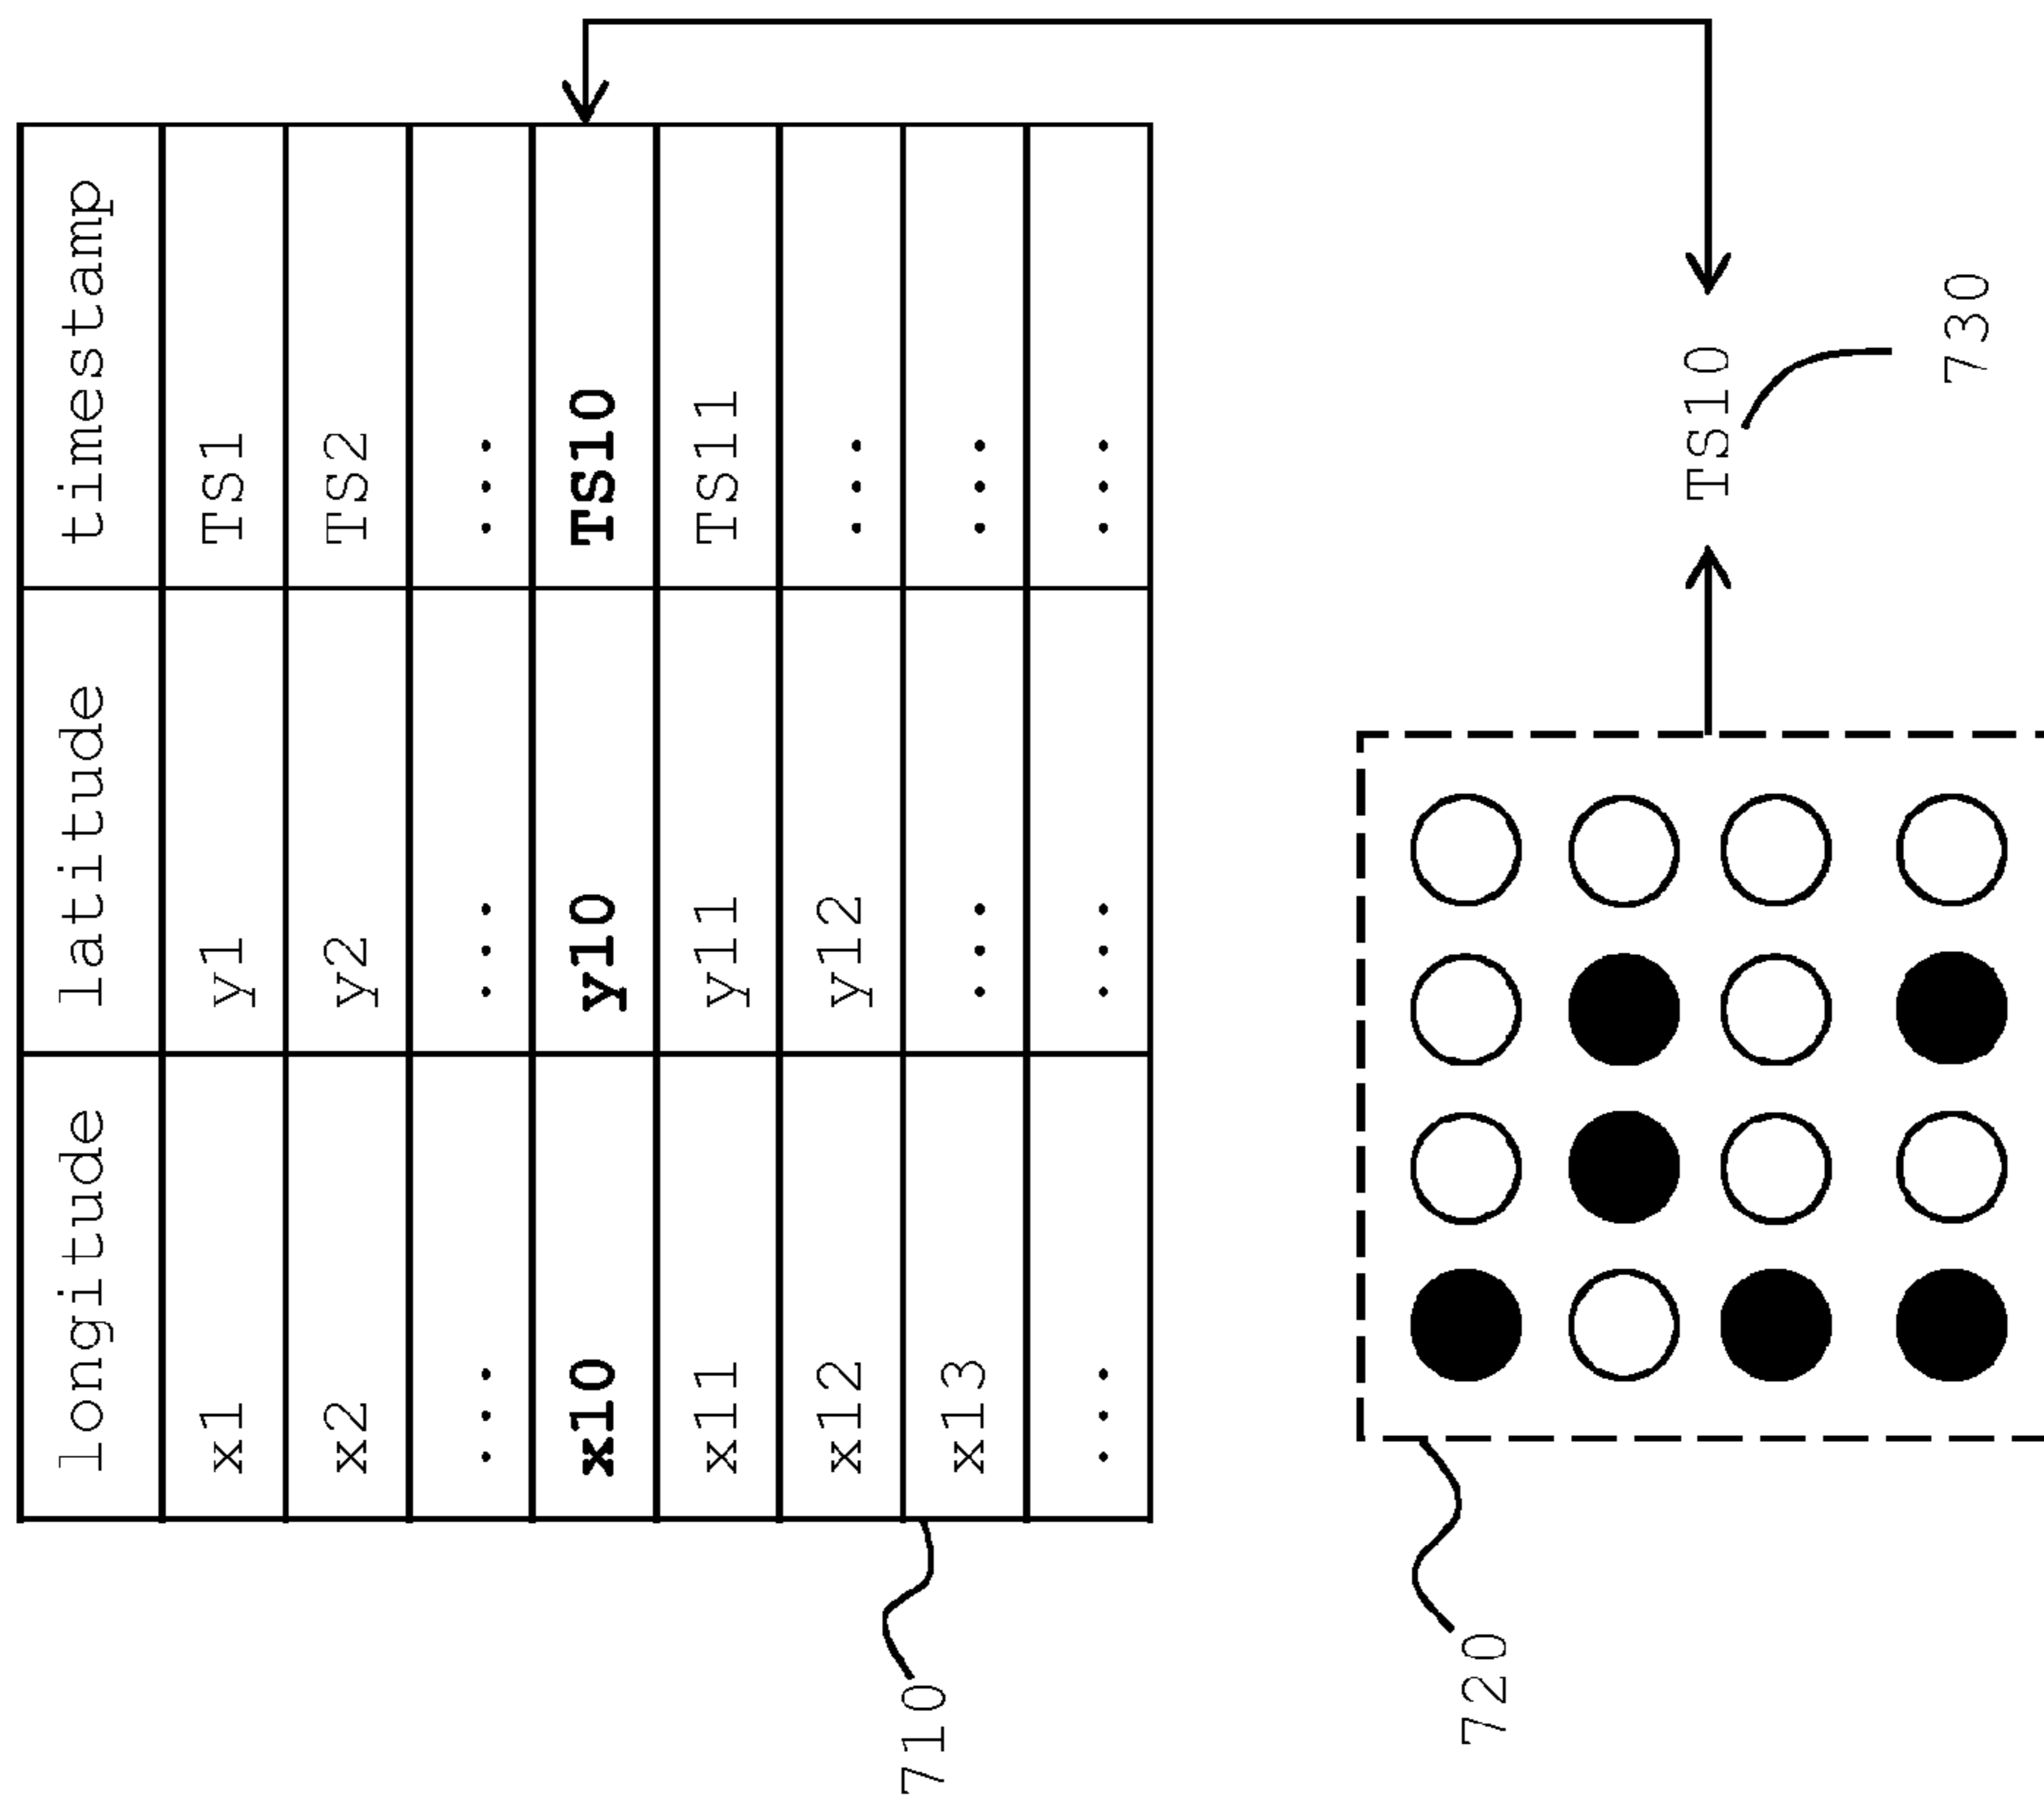 longitude latitude timestamp
x1 y1 TS1
x2 y2 TS2
... ... ...
x10 y10 TS10
x11 y11 TS11
x12 y12 ...
x13 ... ...
... ... ...
710
TS10
730
720